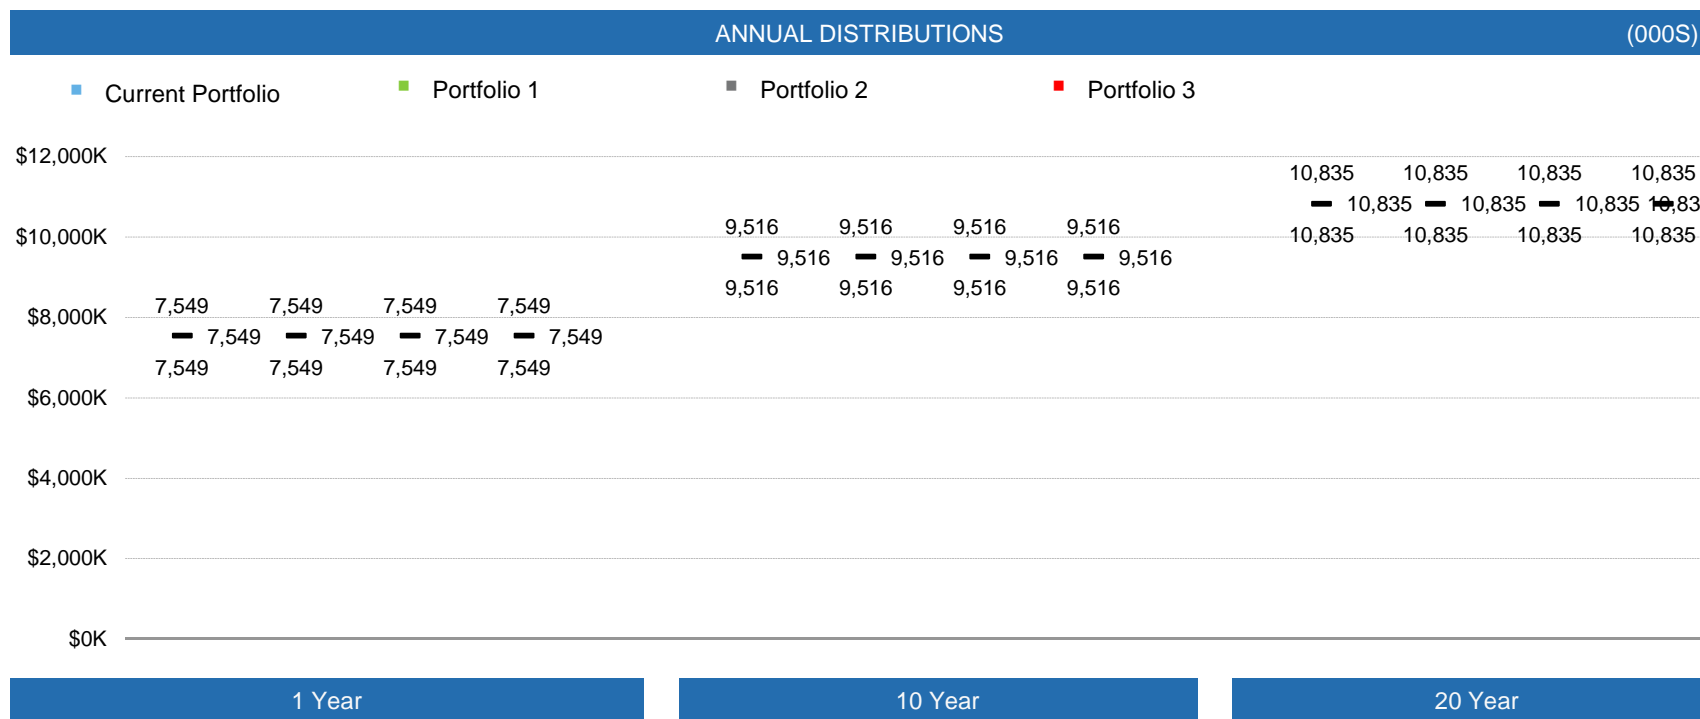 ANNUAL DISTRIBUTIONS (000S)
Current Portfolio Portfolio 1 Portfolio 2 Portfolio 3
$12,000K
10,835 10,835 10,835 10,835
10,835 10,835 10,835 10,83
10,835 10,835 10,835 10,835
$10,000K
9,516 9,516 9,516 9,516
9,516 9,516 9,516 9,516
9,516 9,516 9,516 9,516
$8,000K
7,549 7,549 7,549 7,549
7,549 7,549 7,549 7,549
7,549 7,549 7,549 7,549
$6,000K
$4,000K
$2,000K
$0K
1 Year 10 Year 20 Year